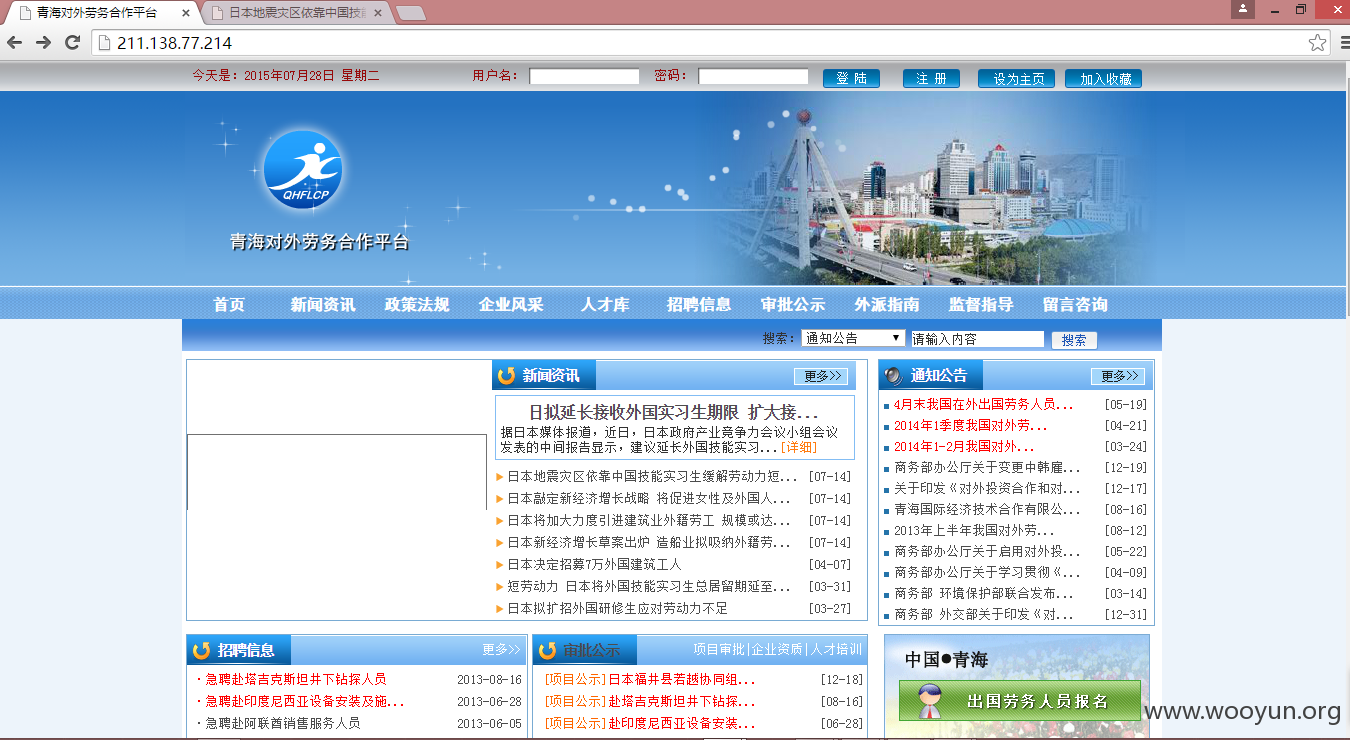 青海对外劳务合作平台
日本地震灾区依靠中国技能
211.138.77.214
今天是：2015年07月28日 星期二 用户名： 密码： 登 陆 注 册 设为主页 加入收藏
QHFLCP
青海对外劳务合作平台
首页 新闻资讯 政策法规 企业风采 人才库 招聘信息 审批公示 外派指南 监督指导 留言咨询
搜索： 通知公告 请输入内容 搜索
新闻资讯 更多>>
日拟延长接收外国实习生期限 扩大接...
据日本媒体报道，近日，日本政府产业竞争力会议小组会议
发表的中间报告显示，建议延长外国技能实习...[详细]
日本地震灾区依靠中国技能实习生缓解劳动力短... [07-14]
日本敲定新经济增长战略 将促进女性及外国人... [07-14]
日本将加大力度引进建筑业外籍劳工 规模或达... [07-14]
日本新经济增长草案出炉 造船业拟吸纳外籍劳... [07-14]
日本决定招募7万外国建筑工人 [04-07]
短劳动力 日本将外国技能实习生总居留期延至... [03-31]
日本拟扩招外国研修生应对劳动力不足 [03-27]
通知公告 更多>>
4月末我国在外出国劳务人员... [05-19]
2014年1季度我国对外劳... [04-21]
2014年1-2月我国对外... [03-24]
商务部办公厅关于变更中韩雇... [12-19]
关于印发《对外投资合作和对... [12-17]
青海国际经济技术合作有限公... [08-16]
2013年上半年我国对外劳... [08-12]
商务部办公厅关于启用对外投... [05-22]
商务部办公厅关于学习贯彻《... [04-09]
商务部 环境保护部联合发布... [03-14]
商务部 外交部关于印发《对... [12-31]
招聘信息 更多>>
急聘赴塔吉克斯坦井下钻探人员 2013-08-16
急聘赴印度尼西亚设备安装及施... 2013-06-28
急聘赴阿联酋销售服务人员 2013-06-05
审批公示 项目审批|企业资质|人才培训
[项目公示]日本福井县若越协同组... [12-18]
[项目公示]赴塔吉克斯坦井下钻探... [08-16]
[项目公示]赴印度尼西亚设备安装... [06-28]
中国●青海
出国劳务人员报名
www.wooyun.org